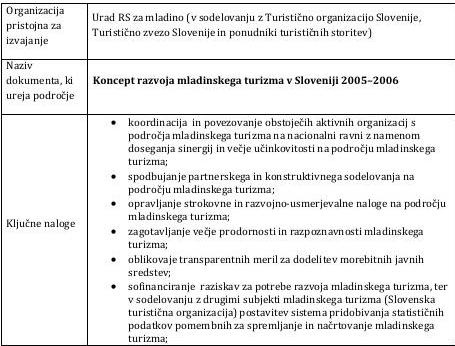 Organizacija
pristojna za
izvajanje
Urad RS za mladino (v sodelovanju z Turistično organizacijo Slovenije,
Turistično zvezo Slovenije in ponudniki turističnih storitev)
Naziv
dokumenta, ki
ureja področje
Koncept razvoja mladinskega turizma v Sloveniji 2005–2006
Ključne naloge
• koordinacija in povezovanje obstoječih aktivnih organizacij s
področja mladinskega turizma na nacionalni ravni z namenom
doseganja sinergij in večje učinkovitosti na področju mladinskega
turizma;
• spodbujanje partnerskega in konstruktivnega sodelovanja na
področju mladinskega turizma;
• opravljanje strokovne in razvojno-usmerjevalne naloge na področju
mladinskega turizma;
• zagotavljanje večje prodornosti in razpoznavnosti mladinskega
turizma;
• oblikovaje transparentnih meril za dodelitev morebitnih javnih
sredstev;
• sofinanciranje raziskav za potrebe razvoja mladinskega turizma, ter
v sodelovanju z drugimi subjekti mladinskega turizma (Slovenska
turistična organizacija) postavitev sistema pridobivanja statističnih
podatkov pomembnih za spremljanje in načrtovanje mladinskega
turizma;